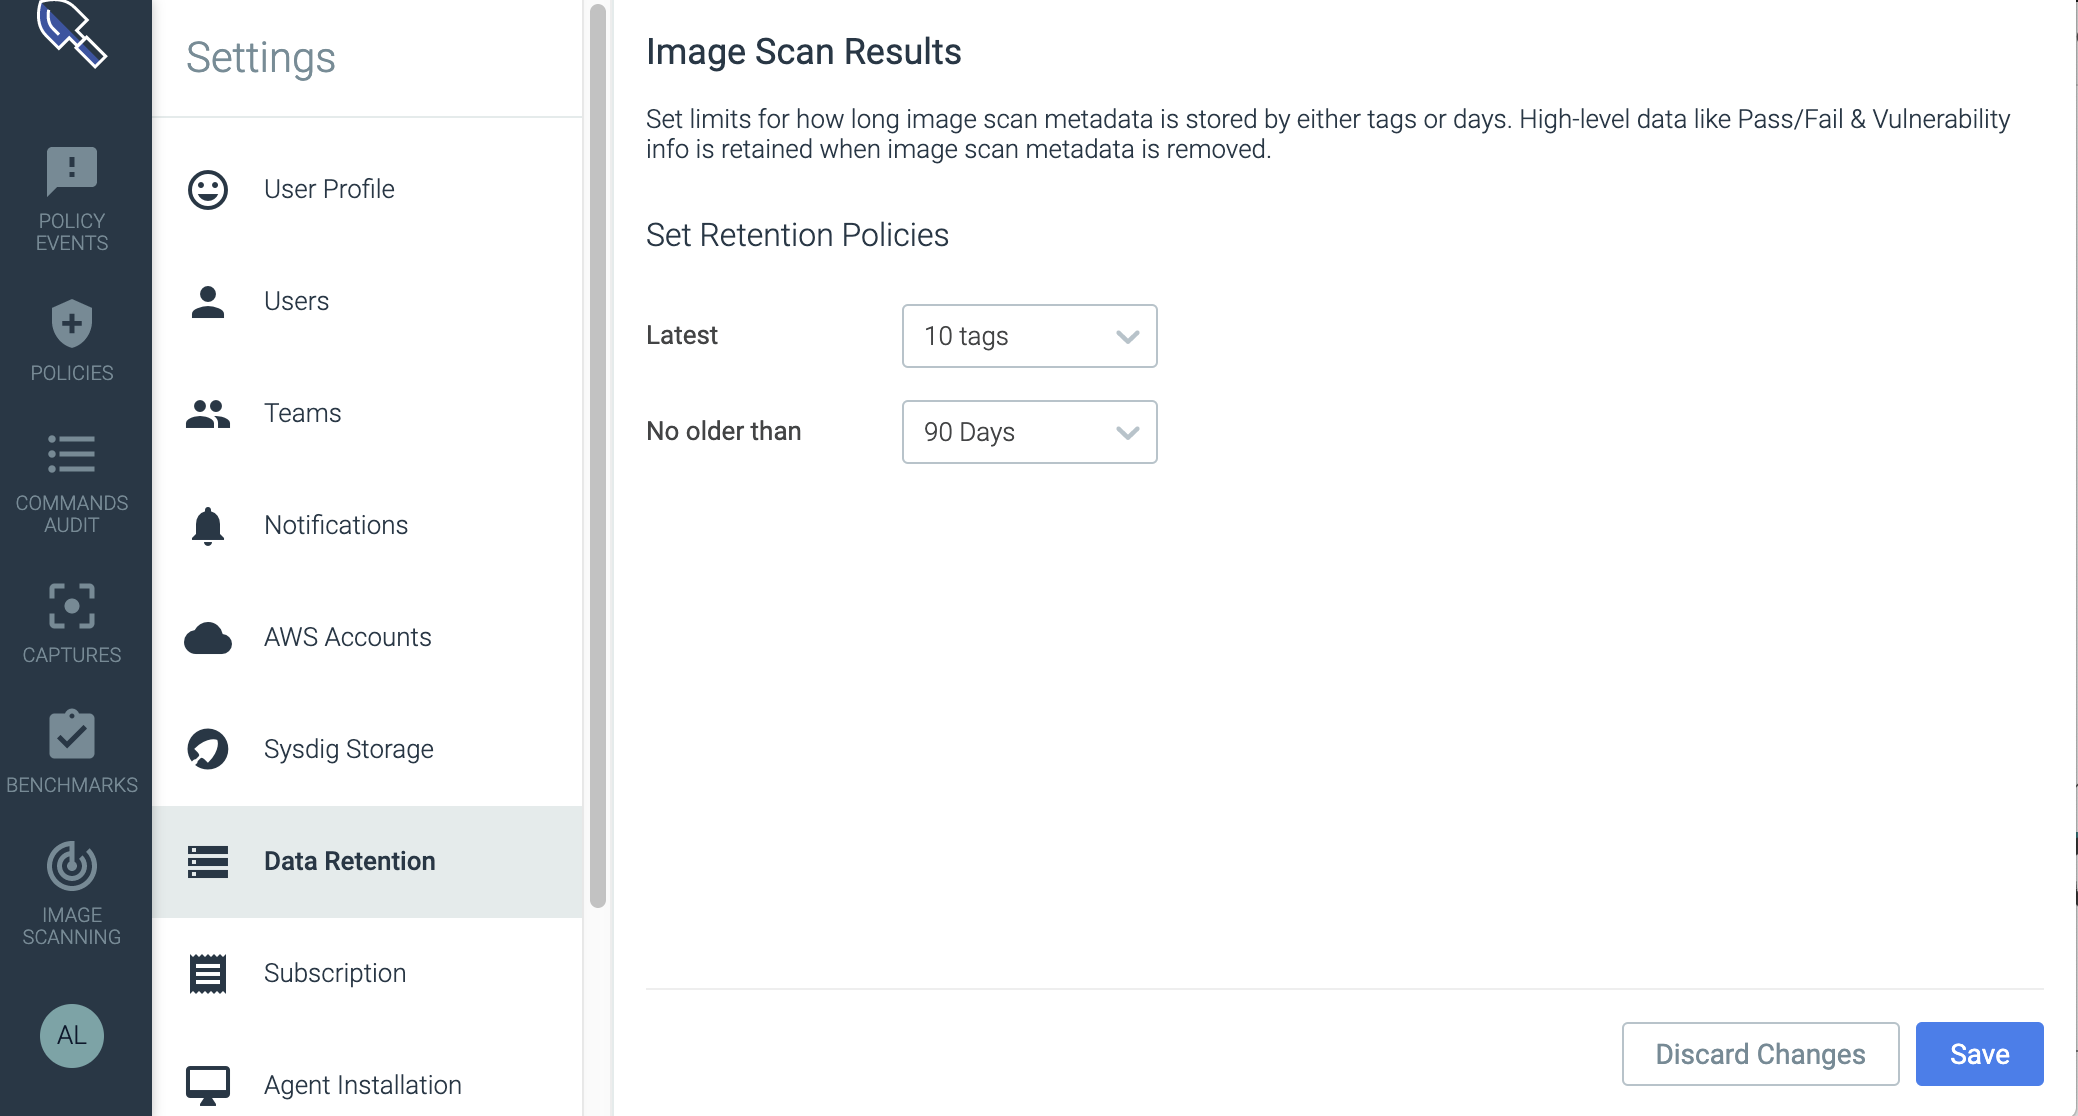 POLICY
EVENTS
POLICIES
COMMANDS
AUDIT
CAPTURES
BENCHMARKS
IMAGE
SCANNING
AL
Settings
User Profile
Users
Teams
Notifications
AWS Accounts
Sysdig Storage
Data Retention
Subscription
Agent Installation
Image Scan Results
Set limits for how long image scan metadata is stored by either tags or days. High-level data like Pass/Fail & Vulnerability
info is retained when image scan metadata is removed.
Set Retention Policies
Latest
10 tags
No older than
90 Days
Discard Changes
Save